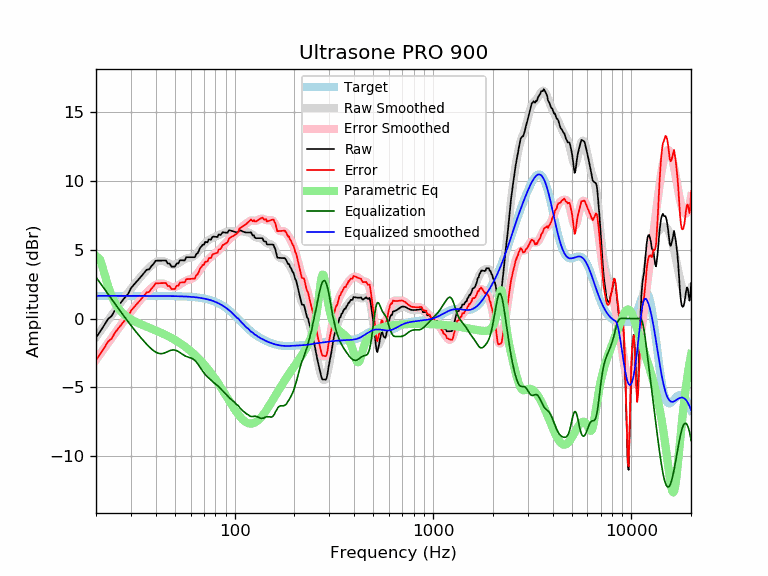 Ultrasone PRO 900
Target
Raw Smoothed
Error Smoothed
Raw
Error
Parametric Eq
Equalization
Equalized smoothed
15
10
5
0
−5
−10
Amplitude (dBr)
100
1000
10000
Frequency (Hz)